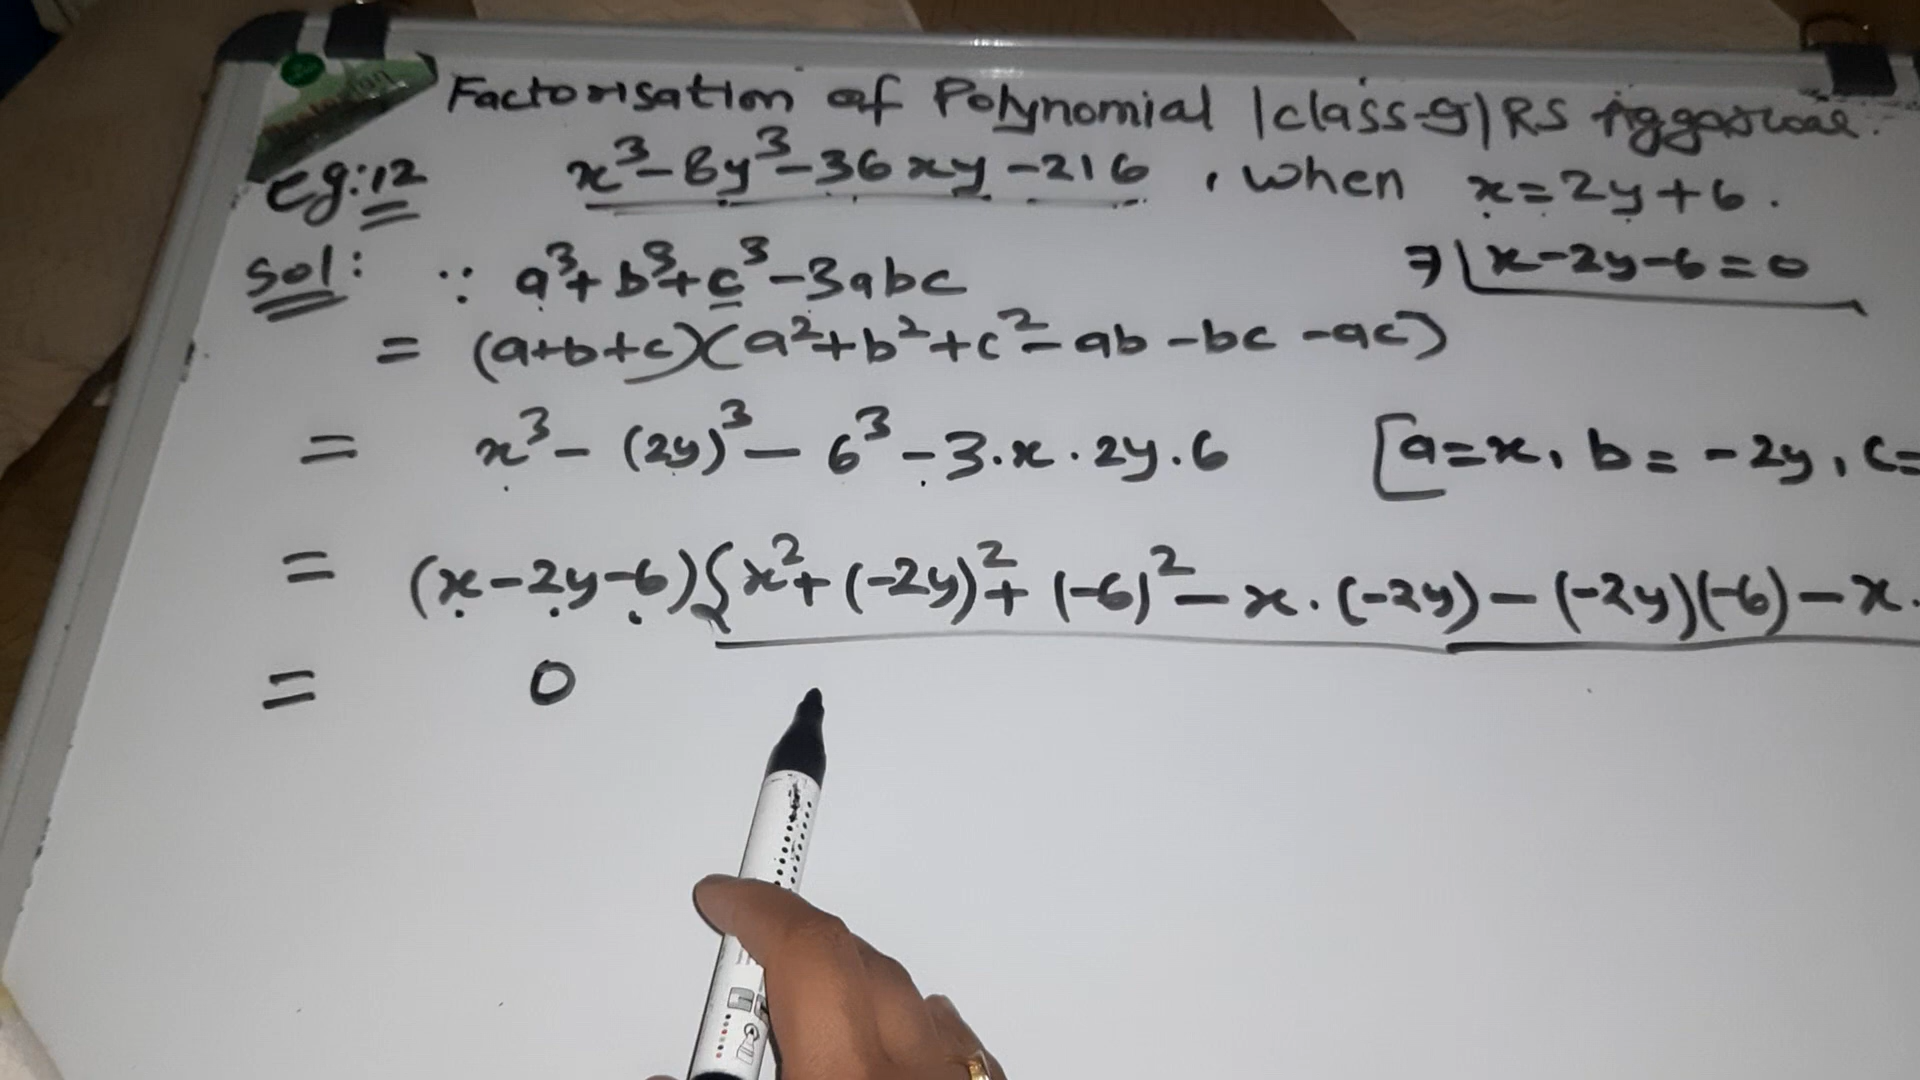 Factorisation of Polynomial |class-9| RS Aggarwal.
Eg:12 x³-8y³-36xy-216, when x=2y+6.
Sol: ∵ a³+b³+c³-3abc
⇒ x-2y-6=0
= (a+b+c)(a²+b²+c²-ab-bc-ac)
= x³-(2y)³-6³-3.x.2y.6 [a=x, b=-2y, c=
= (x-2y-6){x²+(-2y)²+(-6)²-x.(-2y)-(-2y)(-6)-x.
= 0